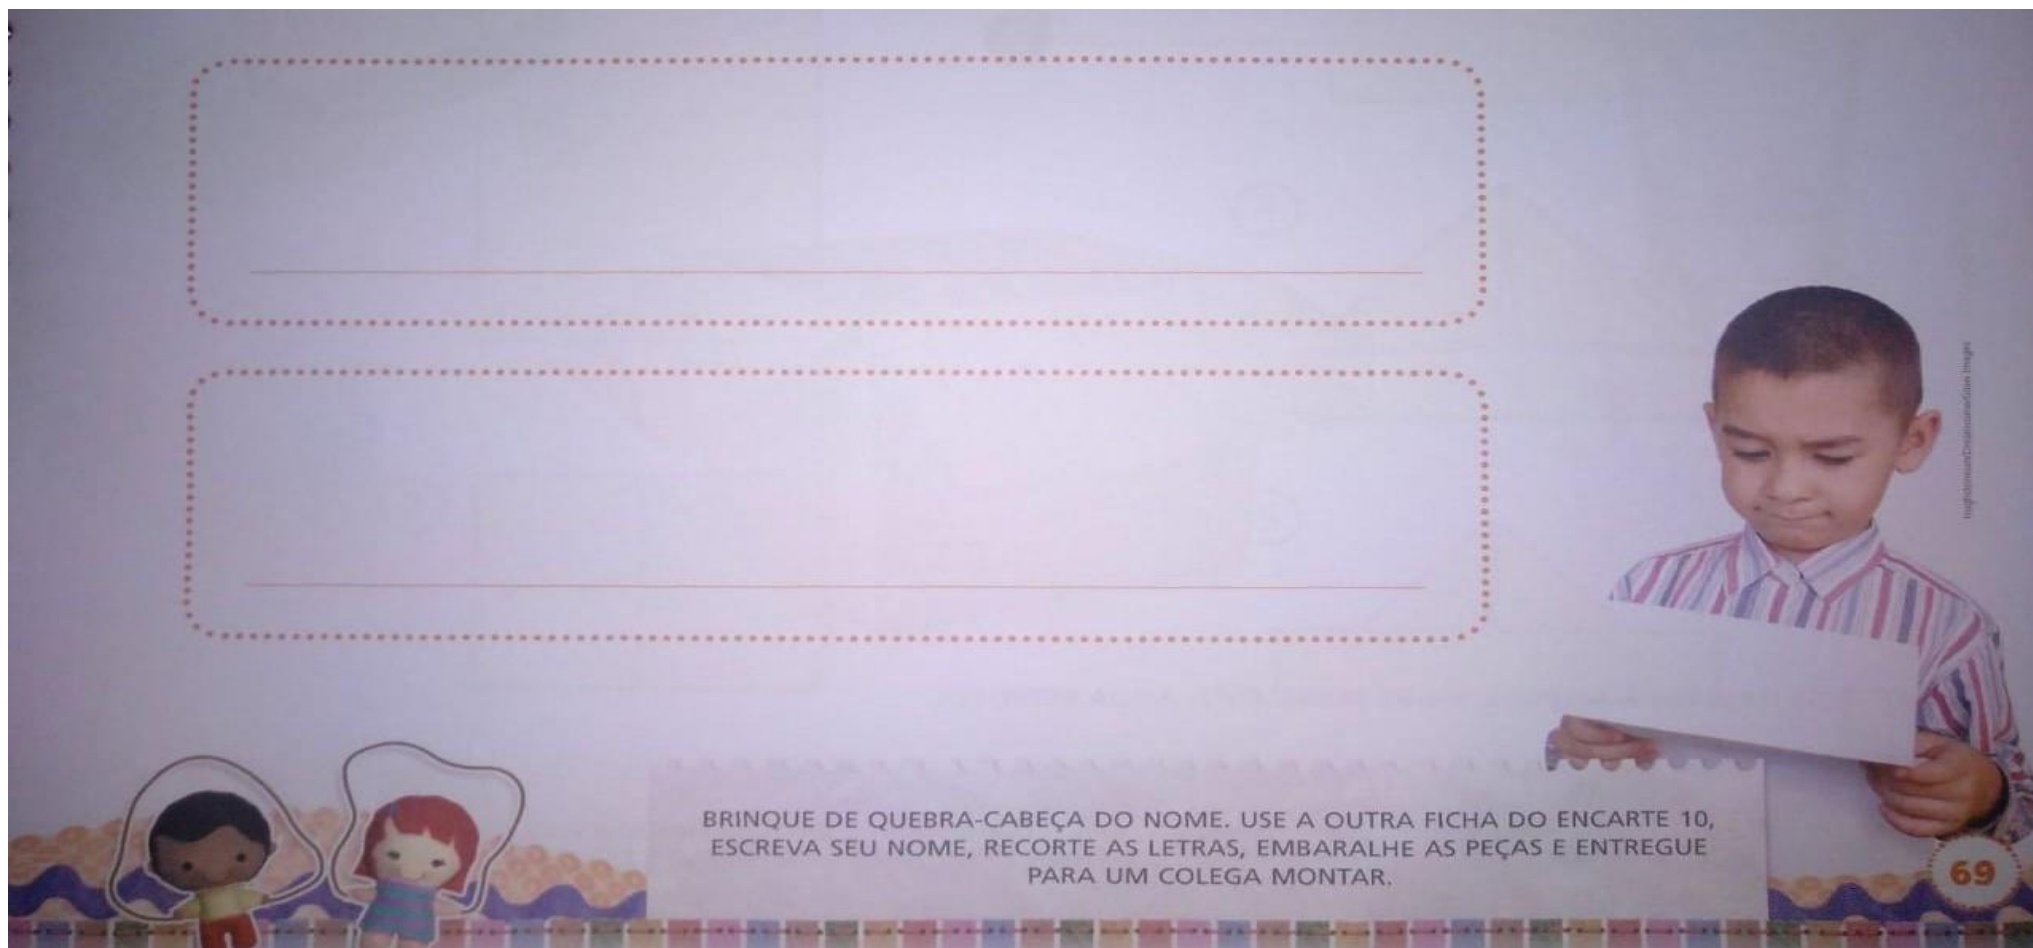 BRINQUE DE QUEBRA-CABEÇA DO NOME. USE A OUTRA FICHA DO ENCARTE 10,
ESCREVA SEU NOME, RECORTE AS LETRAS, EMBARALHE AS PEÇAS E ENTREGUE
PARA UM COLEGA MONTAR.
69